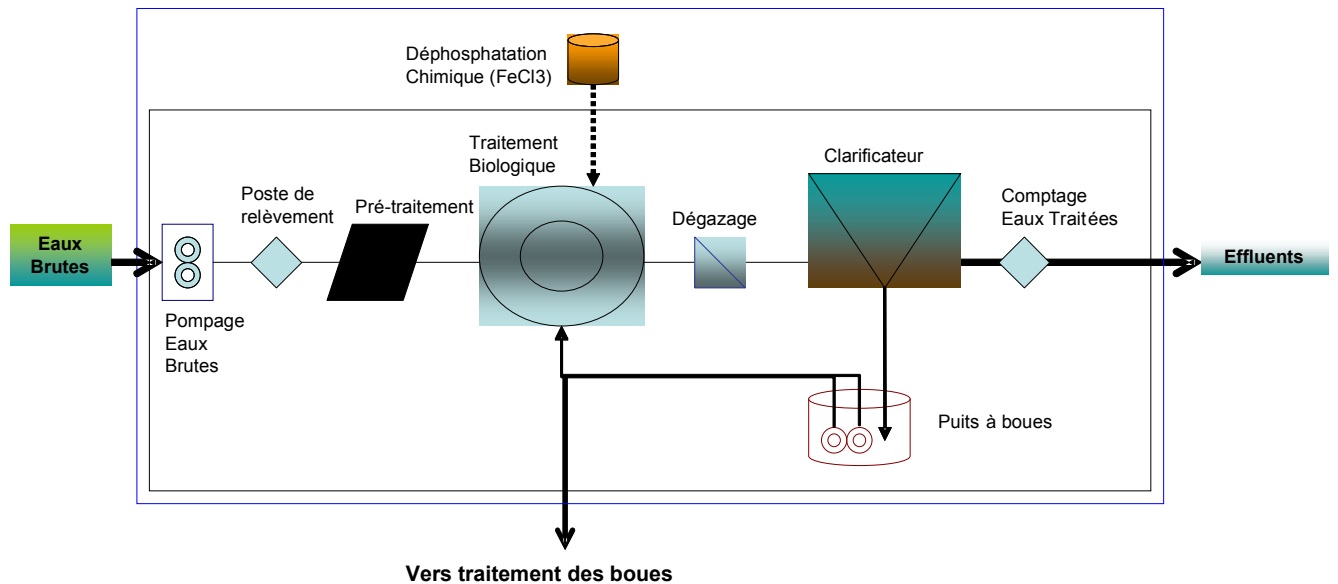 Déphosphatation
Chimique (FeCl3)
Traitement
Biologique
Clarificateur
Poste de
relèvement
Pré-traitement
Dégazage
Comptage
Eaux Traitées
Eaux
Brutes
Effluents
Pompage
Eaux
Brutes
Puits à boues
Vers traitement des boues